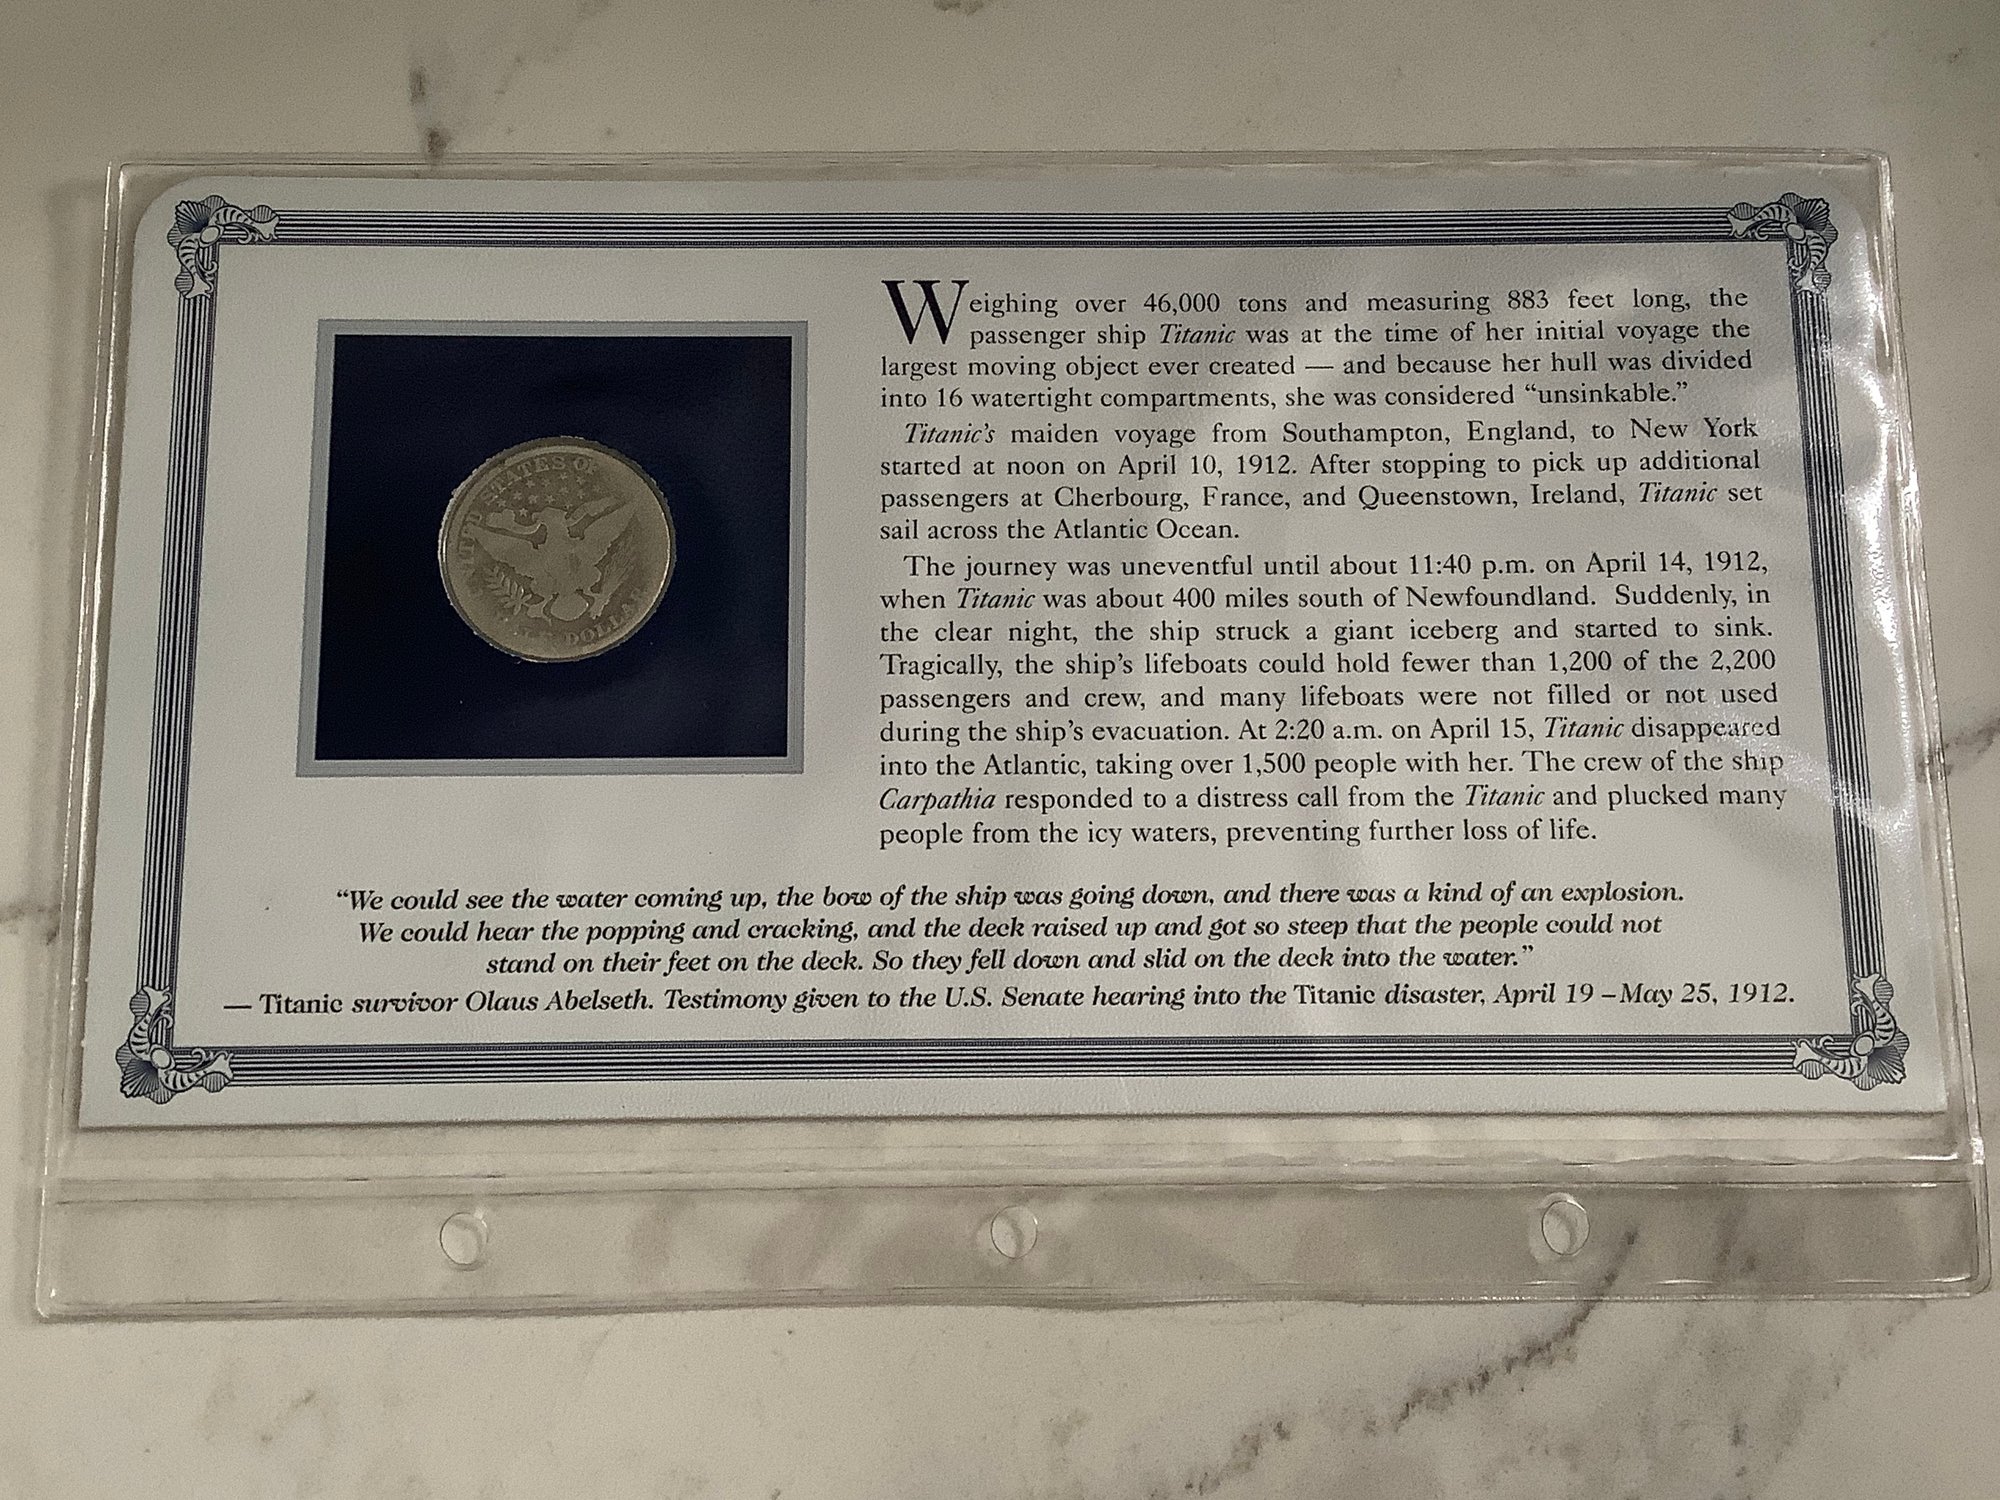 STATES OF
DOLLAR
Weighing over 46,000 tons and measuring 883 feet long, the
passenger ship Titanic was at the time of her initial voyage the
largest moving object ever created — and because her hull was divided
into 16 watertight compartments, she was considered “unsinkable.”
Titanic’s maiden voyage from Southampton, England, to New York
started at noon on April 10, 1912. After stopping to pick up additional
passengers at Cherbourg, France, and Queenstown, Ireland, Titanic set
sail across the Atlantic Ocean.
The journey was uneventful until about 11:40 p.m. on April 14, 1912,
when Titanic was about 400 miles south of Newfoundland. Suddenly, in
the clear night, the ship struck a giant iceberg and started to sink.
Tragically, the ship’s lifeboats could hold fewer than 1,200 of the 2,200
passengers and crew, and many lifeboats were not filled or not used
during the ship’s evacuation. At 2:20 a.m. on April 15, Titanic disappeared
into the Atlantic, taking over 1,500 people with her. The crew of the ship
Carpathia responded to a distress call from the Titanic and plucked many
people from the icy waters, preventing further loss of life.
“We could see the water coming up, the bow of the ship was going down, and there was a kind of an explosion.
We could hear the popping and cracking, and the deck raised up and got so steep that the people could not
stand on their feet on the deck. So they fell down and slid on the deck into the water.”
— Titanic survivor Olaus Abelseth. Testimony given to the U.S. Senate hearing into the Titanic disaster, April 19 – May 25, 1912.